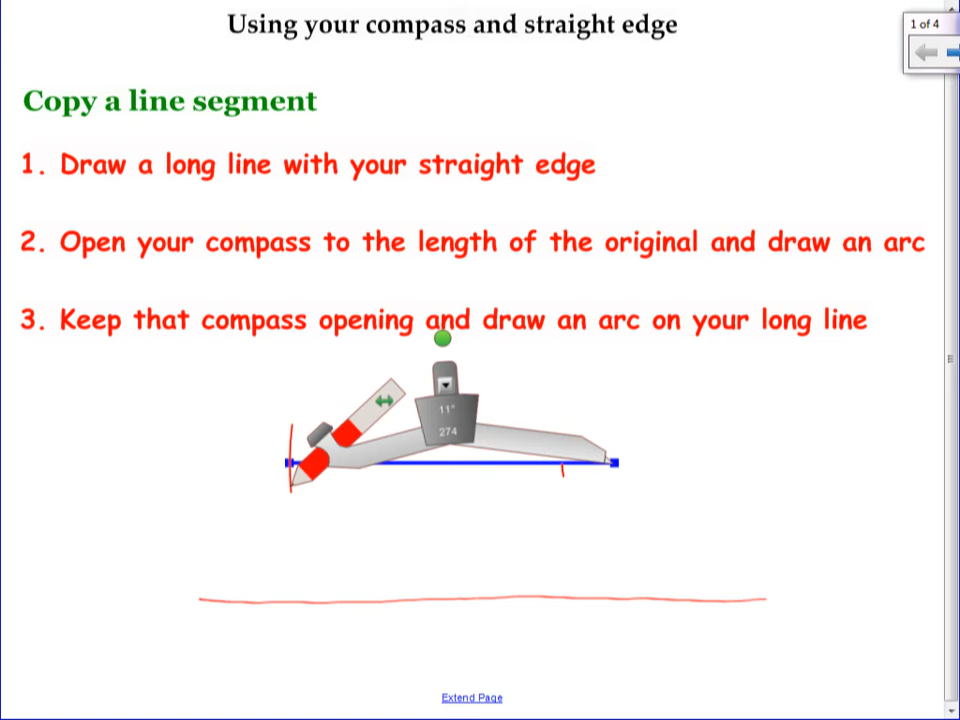 Using your compass and straight edge
1 of 4
Copy a line segment
1. Draw a long line with your straight edge
2. Open your compass to the length of the original and draw an arc
3. Keep that compass opening and draw an arc on your long line
11°
274
Extend Page